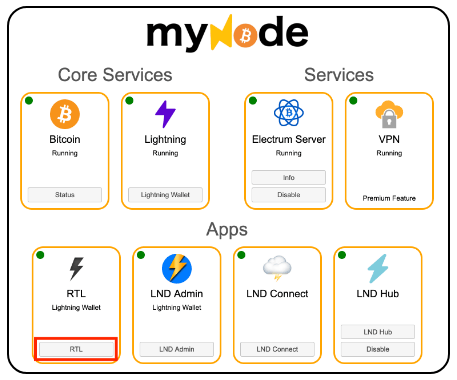 myNode
Core Services
Services
Bitcoin
Running
Status
Lightning
Running
Lightning Wallet
Electrum Server
Running
Info
Disable
VPN
Running
Premium Feature
Apps
RTL
Lightning Wallet
RTL
LND Admin
Lightning Wallet
LND Admin
LND Connect
LND Connect
LND Hub
LND Hub
Disable